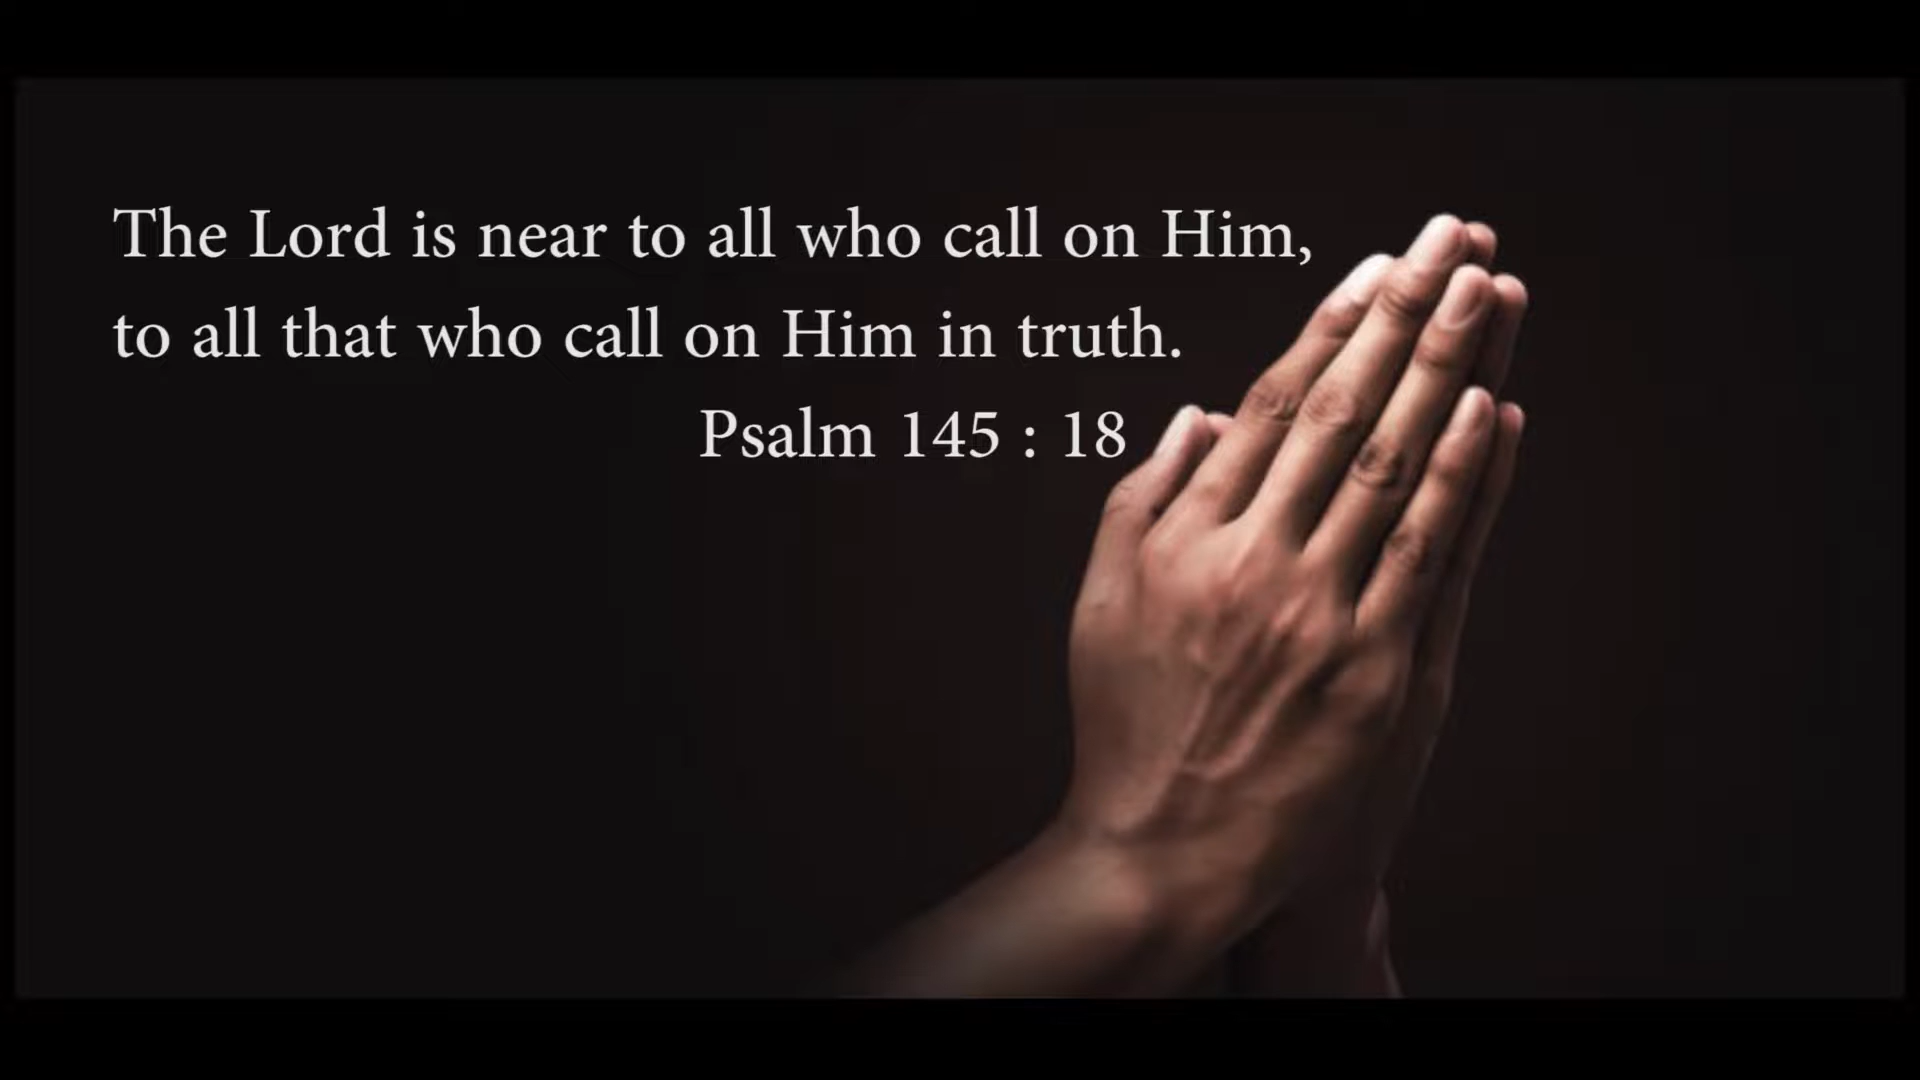 The Lord is near to all who call on Him,
to all that who call on Him in truth.
Psalm 145 : 18